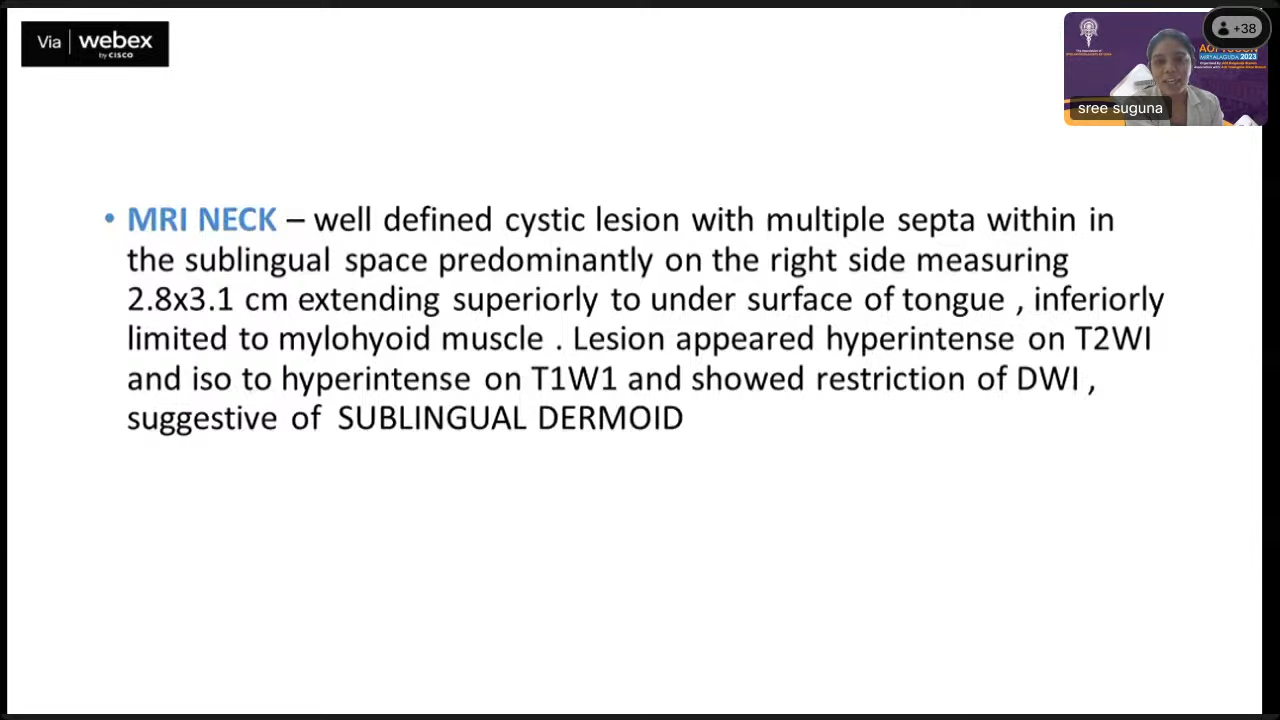 Via webex
by CISCO
+38
MIRYALAGUDA 2023
sree suguna
• MRI NECK – well defined cystic lesion with multiple septa within in
the sublingual space predominantly on the right side measuring
2.8x3.1 cm extending superiorly to under surface of tongue , inferiorly
limited to mylohyoid muscle . Lesion appeared hyperintense on T2WI
and iso to hyperintense on T1W1 and showed restriction of DWI ,
suggestive of SUBLINGUAL DERMOID